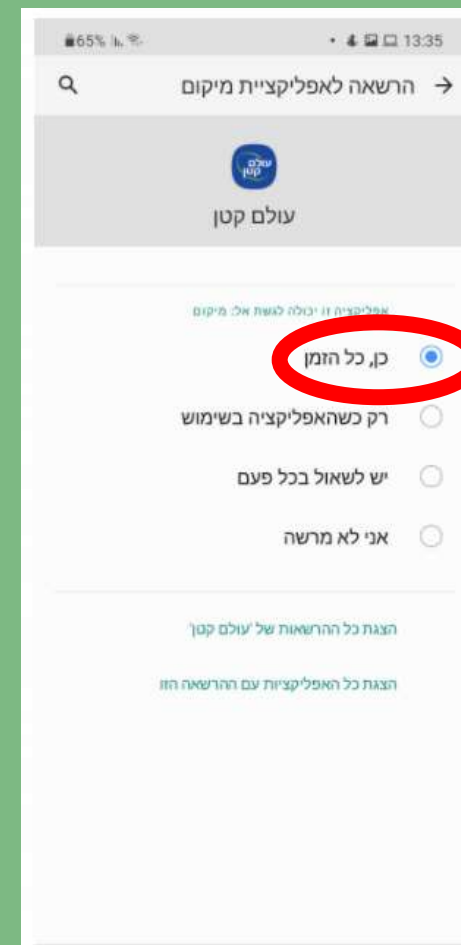 65% 13:35
הרשאה לאפליקציית מיקום
עולם קטן
עולם קטן
אפליקציה זו יכולה לגשת אל: מיקום
כן, כל הזמן
רק כשהאפליקציה בשימוש
יש לשאול בכל פעם
אני לא מרשה
הצגת כל ההרשאות של 'עולם קטן'
הצגת כל האפליקציות עם ההרשאה הזו